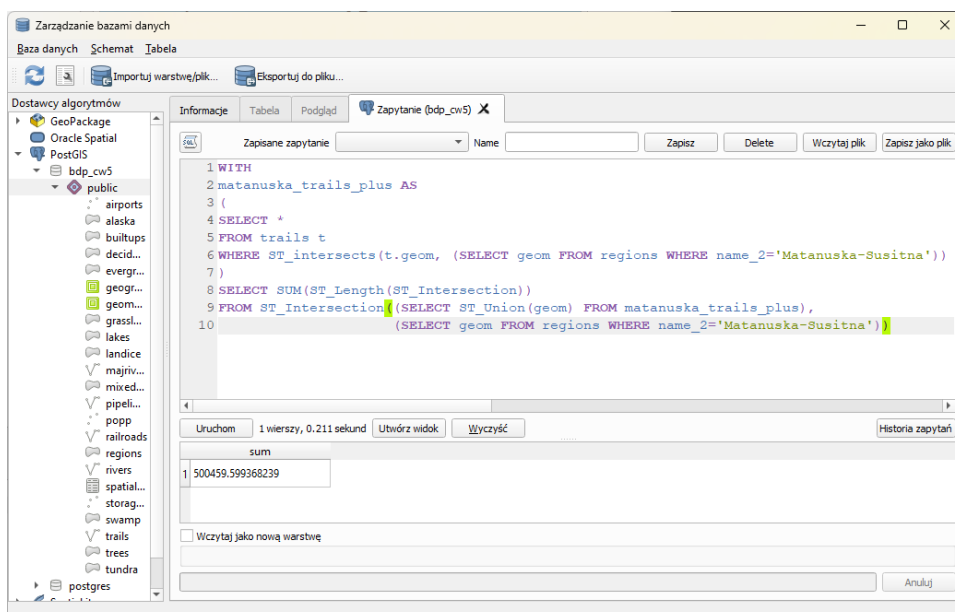 Zarządzanie bazami danych
Baza danych Schemat Tabela
Importuj warstwę/plik... Eksportuj do pliku...
Dostawcy algorytmów
GeoPackage
Oracle Spatial
PostGIS
bdp_cw5
public
airports
alaska
builtups
decid...
evergr...
geogr...
geom...
grassl...
lakes
landice
majriv...
mixed...
pipeli...
popp
railroads
regions
rivers
spatial...
storag...
swamp
trails
trees
tundra
postgres
Informacje Tabela Podgląd Zapytanie (bdp_cw5) X
SQL Zapisane zapytanie Name Zapisz Delete Wczytaj plik Zapisz jako plik
1 WITH
2 matanuska_trails_plus AS
3 (
4 SELECT *
5 FROM trails t
6 WHERE ST_intersects(t.geom, (SELECT geom FROM regions WHERE name_2='Matanuska-Susitna'))
7 )
8 SELECT SUM(ST_Length(ST_Intersection))
9 FROM ST_Intersection((SELECT ST_Union(geom) FROM matanuska_trails_plus),
10 (SELECT geom FROM regions WHERE name_2='Matanuska-Susitna'))
Uruchom 1 wierszy, 0.211 sekund Utwórz widok Wyczyść Historia zapytań
sum
1 500459.599368239
Wczytaj jako nową warstwę
Anuluj